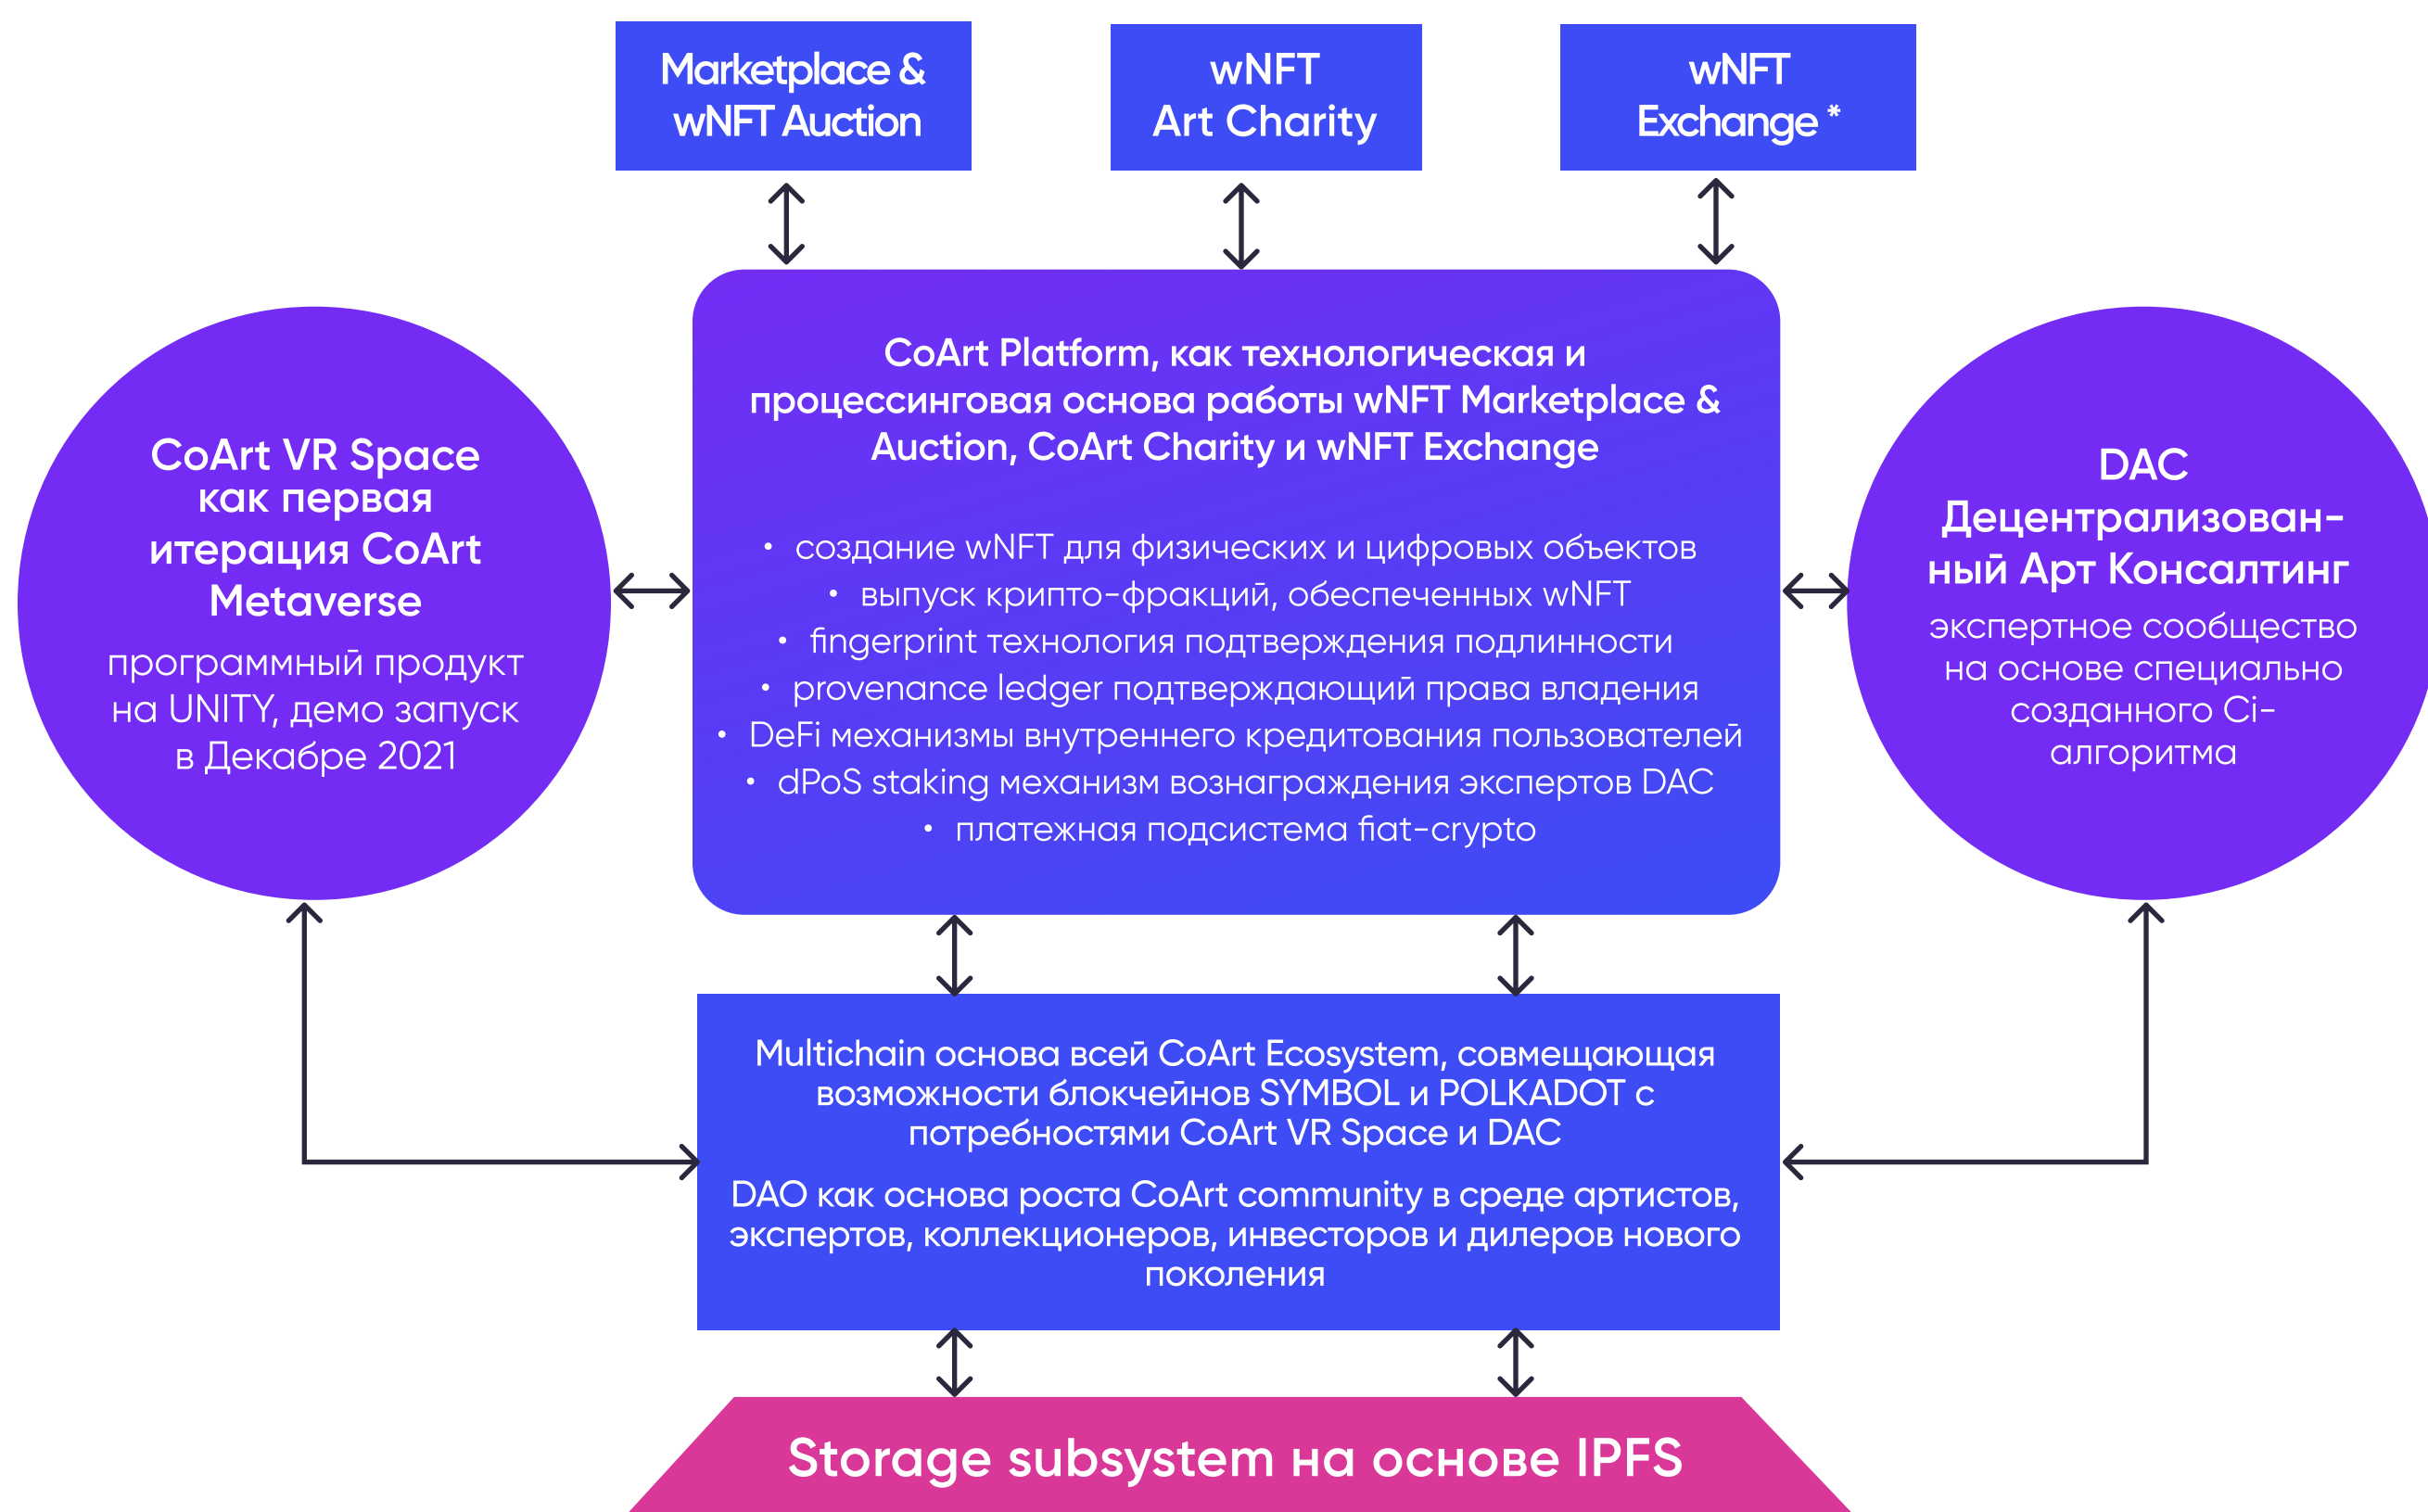 Marketplace &
wNFT Auction
wNFT
Art Charity
wNFT
Exchange *
CoArt VR Space
как первая
итерация CoArt
Metaverse
программный продукт
на UNITY, демо запуск
в Декабре 2021
CoArt Platform, как технологическая и
процессинговая основа работы wNFT Marketplace &
Auction, CoArt Charity и wNFT Exchange
• создание wNFT для физических и цифровых объектов
• выпуск крипто-фракций, обеспеченных wNFT
• fingerprint технология подтверждения подлинности
• provenance ledger подтверждающий права владения
• DeFi механизмы внутреннего кредитования пользователей
• dPoS staking механизм вознаграждения экспертов DAC
• платежная подсистема fiat-crypto
DAC
Децентрализован-
ный Арт Консалтинг
экспертное сообщество
на основе специально
созданного Ci-
алгоритма
Multichain основа всей CoArt Ecosystem, совмещающая
возможности блокчейнов SYMBOL и POLKADOT с
потребностями CoArt VR Space и DAC
DAO как основа роста CoArt community в среде артистов,
экспертов, коллекционеров, инвесторов и дилеров нового
поколения
Storage subsystem на основе IPFS